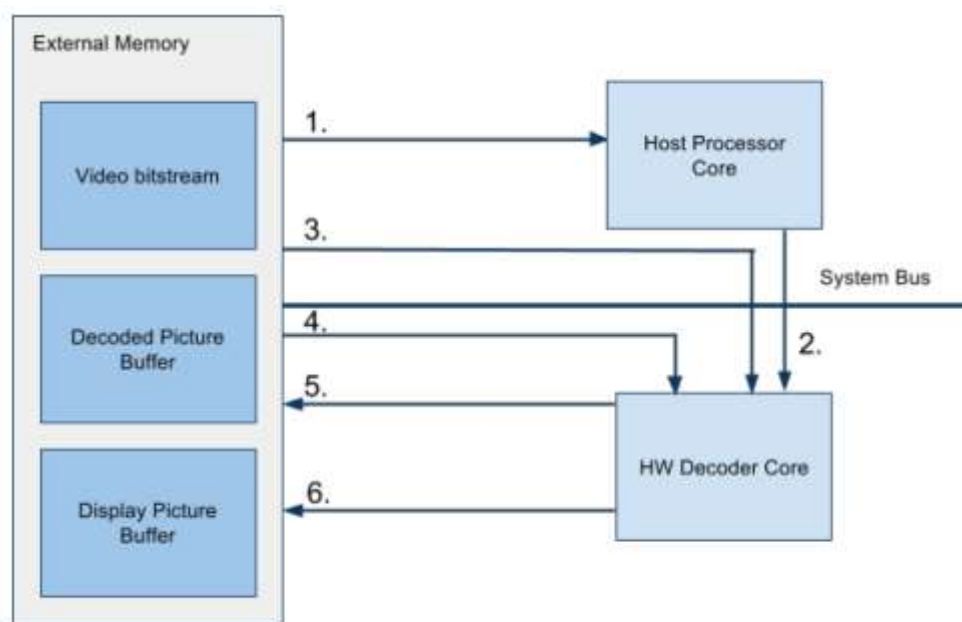 External Memory
Video bitstream
1.
Host Processor
Core
3.
System Bus
Decoded Picture
Buffer
4.
2.
5.
HW Decoder Core
Display Picture
Buffer
6.